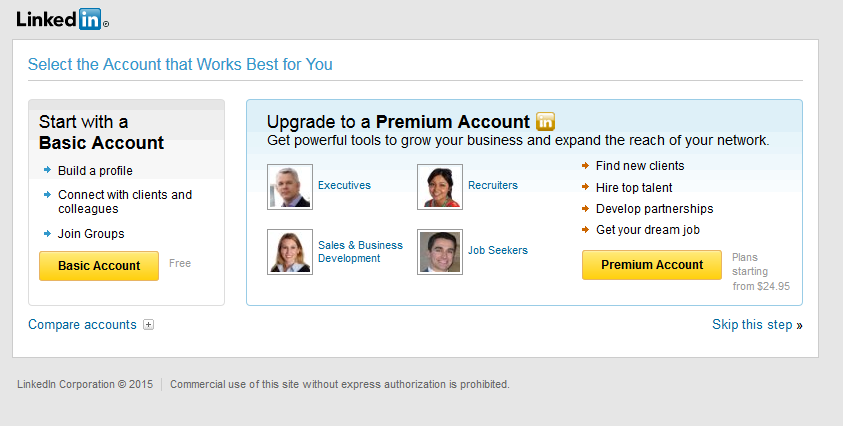 Linked in ®
Select the Account that Works Best for You
Start with a
Basic Account
Build a profile
Connect with clients and
colleagues
Join Groups
Basic Account
Free
Upgrade to a Premium Account in
Get powerful tools to grow your business and expand the reach of your network.
Executives
Recruiters
Sales & Business
Development
Job Seekers
Find new clients
Hire top talent
Develop partnerships
Get your dream job
Premium Account
Plans
starting
from $24.95
Compare accounts
Skip this step »
LinkedIn Corporation © 2015
Commercial use of this site without express authorization is prohibited.